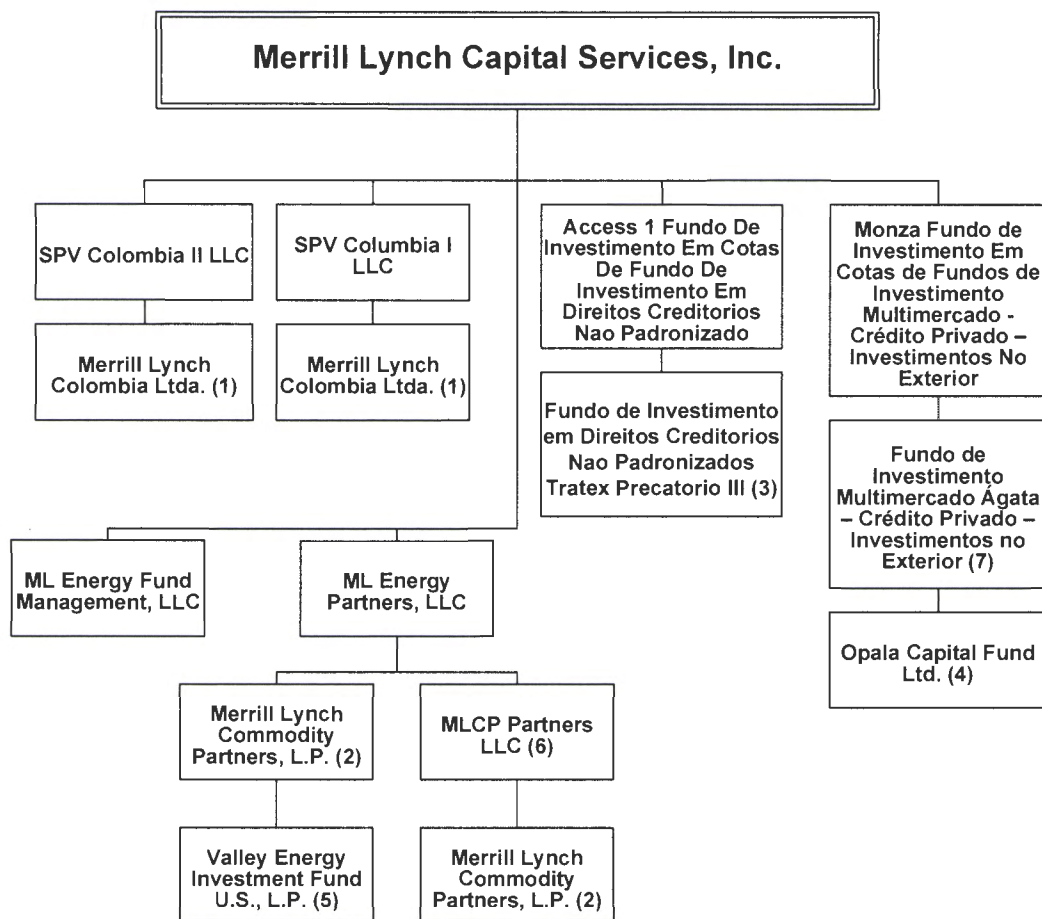 Merrill Lynch Capital Services, Inc.
SPV Colombia II LLC
Merrill Lynch
Colombia Ltda. (1)
SPV Columbia I
LLC
Merrill Lynch
Colombia Ltda. (1)
Access 1 Fundo De
Investimento Em Cotas
De Fundo De
Investimento Em
Direitos Creditorios
Nao Padronizado
Fundo de Investimento
em Direitos Creditorios
Nao Padronizados
Tratex Precatorio III (3)
Monza Fundo de
Investimento Em
Cotas de Fundos de
Investimento
Multimercado -
Crédito Privado –
Investimentos No
Exterior
Fundo de
Investimento
Multimercado Ágata
– Crédito Privado –
Investimentos no
Exterior (7)
Opala Capital Fund
Ltd. (4)
ML Energy Fund
Management, LLC
ML Energy
Partners, LLC
Merrill Lynch
Commodity
Partners, L.P. (2)
Valley Energy
Investment Fund
U.S., L.P. (5)
MLCP Partners
LLC (6)
Merrill Lynch
Commodity
Partners, L.P. (2)